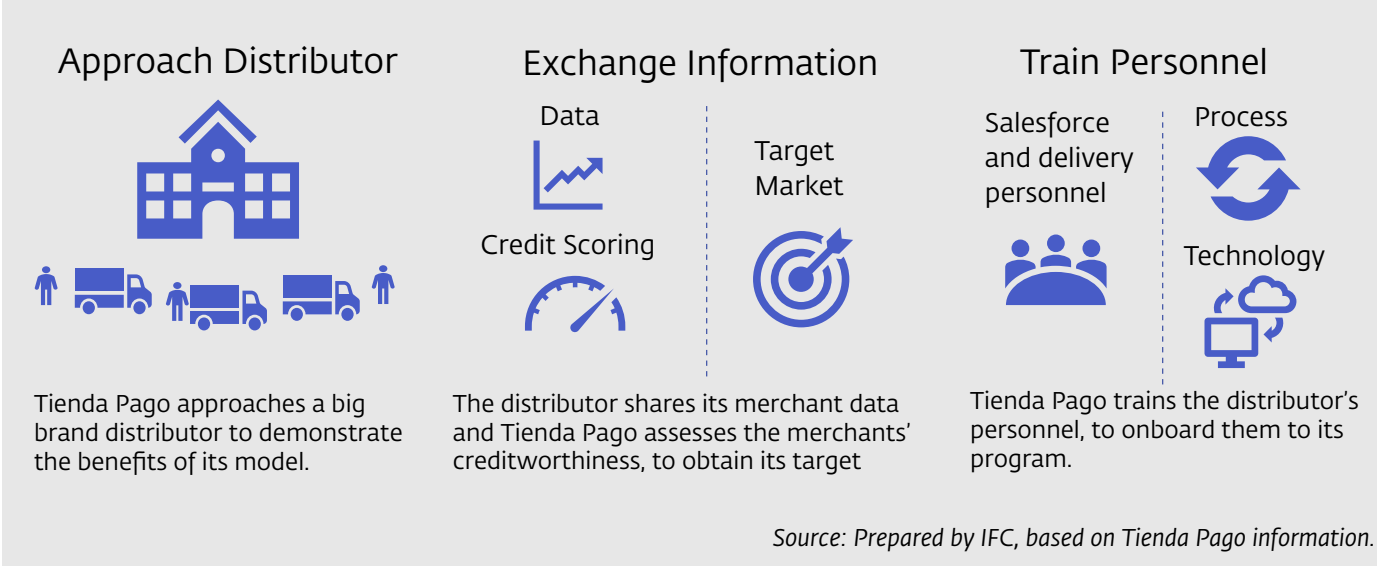 Approach Distributor
Tienda Pago approaches a big
brand distributor to demonstrate
the benefits of its model.
Exchange Information
Data
Credit Scoring
Target
Market
The distributor shares its merchant data
and Tienda Pago assesses the merchants'
creditworthiness, to obtain its target
Train Personnel
Salesforce
and delivery
personnel
Process
Technology
Tienda Pago trains the distributor's
personnel, to onboard them to its
program.
Source: Prepared by IFC, based on Tienda Pago information.